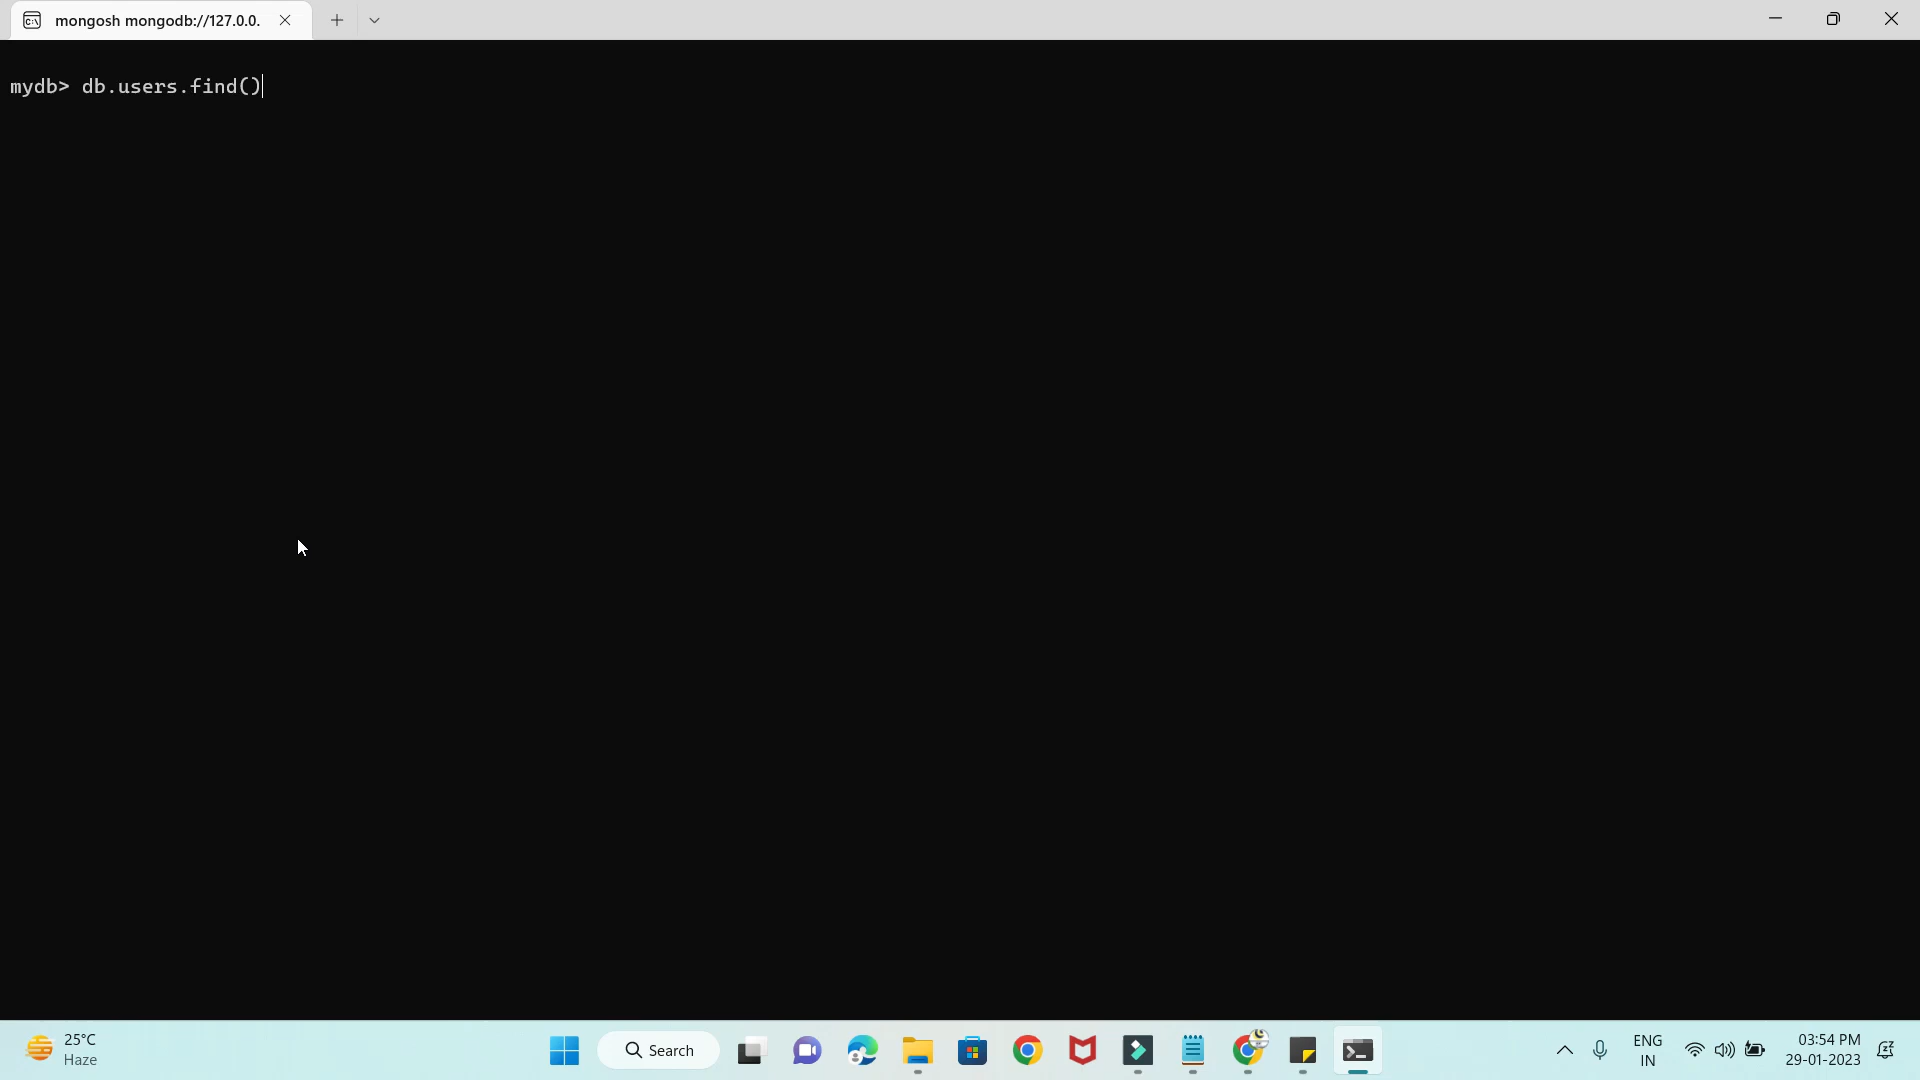 mongosh mongodb://127.0.0.
mydb> db.users.find()
25°C
Haze
Search
ENG
IN
03:54 PM
29-01-2023